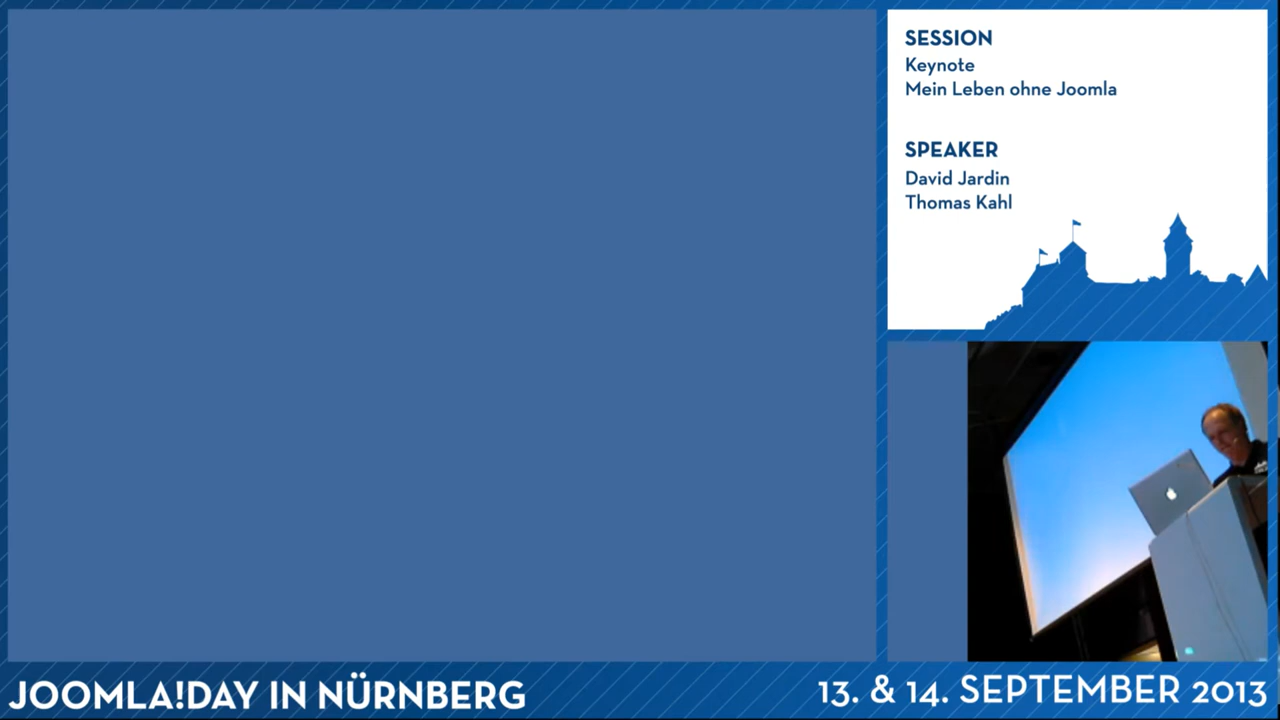 SESSION
Keynote
Mein Leben ohne Joomla
SPEAKER
David Jardin
Thomas Kahl
JOOMLA!DAY IN NÜRNBERG
13. & 14. SEPTEMBER 2013